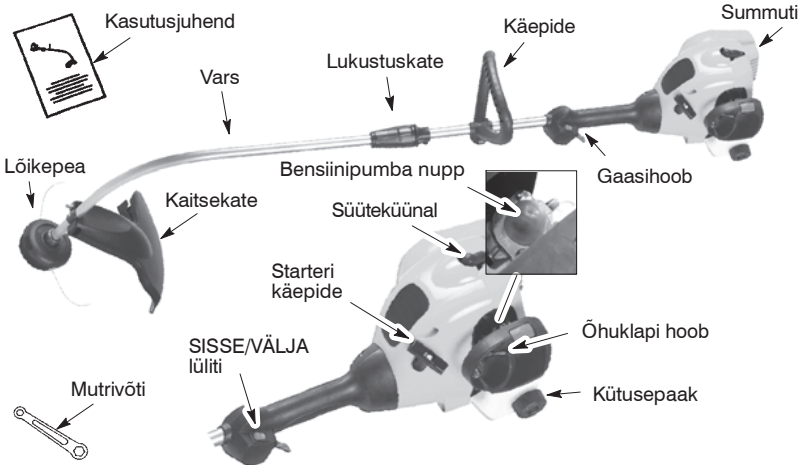 Kasutusjuhend
Käepide
Summuti
Lukustuskate
Vars
Lõikepea
Bensiinipumba nupp
Gaasihoob
Kaitsekate
Süüteküünal
Starteri
käepide
SISSE/VÄLJA
lüliti
Õhuklapi hoob
Mutrivõti
Kütusepaak